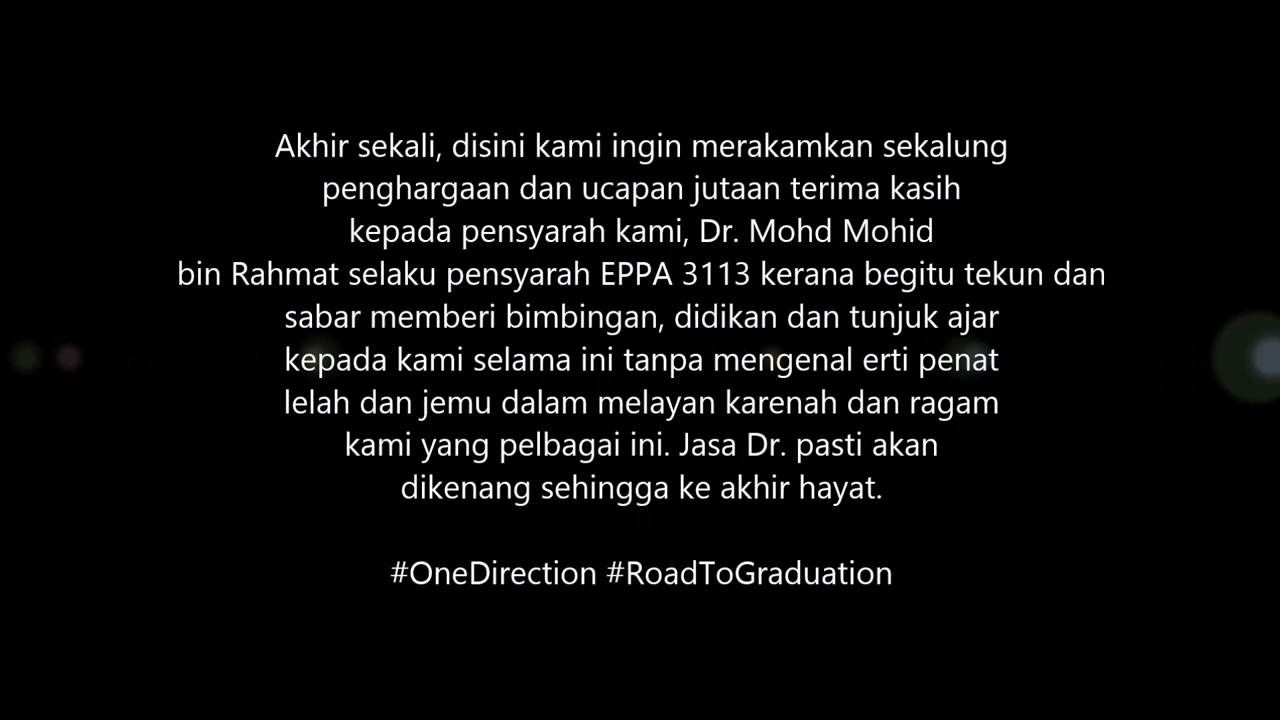 Akhir sekali, disini kami ingin merakamkan sekalung
penghargaan dan ucapan jutaan terima kasih
kepada pensyarah kami, Dr. Mohd Mohid
bin Rahmat selaku pensyarah EPPA 3113 kerana begitu tekun dan
sabar memberi bimbingan, didikan dan tunjuk ajar
kepada kami selama ini tanpa mengenal erti penat
lelah dan jemu dalam melayan karenah dan ragam
kami yang pelbagai ini. Jasa Dr. pasti akan
dikenang sehingga ke akhir hayat.
#OneDirection #RoadToGraduation